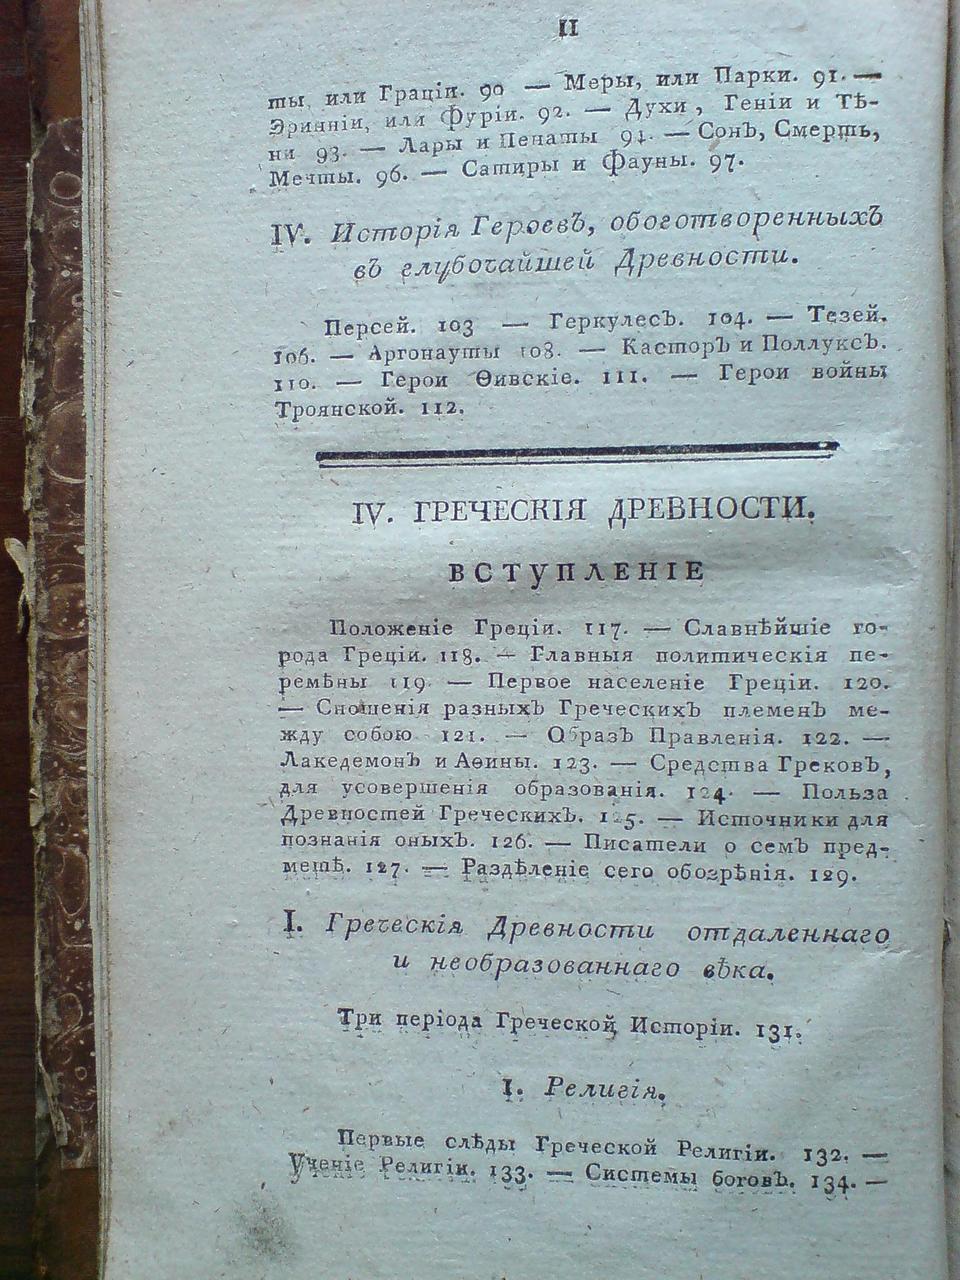 II
ты, или Граціи. 90 — Меры, или Парки. 91. —
Эринніи, или Фуріи. 92. — Духи, Геніи и Тѣ-
ни 93. — Лары и Пенаты 94. — Сонъ, Смерть,
Мечты. 96. — Сатиры и Фауны. 97.
IV. Исторія Героевъ, обоготворенныхъ
въ глубочайшей Древности.
Персей. 103 — Геркулесъ. 104. — Тезей.
106. — Аргонауты 108. — Касторъ и Поллуксъ.
110. — Герои Ѳивскіе. 111. — Герои войны
Троянской. 112.
IV. ГРЕЧЕСКІЯ ДРЕВНОСТИ.
ВСТУПЛЕНІЕ
Положеніе Греціи. 117. — Славнѣйшіе го-
рода Греціи. 118. — Главныя политическія пе-
ремѣны 119. — Первое населеніе Греціи. 120.
— Сношенія разныхъ Греческихъ племенъ ме-
жду собою 121. — Образъ Правленія. 122. —
Лакедемонъ и Аѳины. 123. — Средства Грековъ,
для усовершенія образованія. 124. — Польза
Древностей Греческихъ. 125. — Источники для
познанія оныхъ. 126. — Писатели о семъ пред-
метѣ. 127. — Раздѣленіе сего обозрѣнія. 129.
I. Греческія Древности отдаленнаго
и необразованнаго вѣка.
Три періода Греческой Исторіи. 131.
I. Религія.
Первые слѣды Греческой Религіи. 132. —
Ученіе Религіи. 133. — Системы боговъ. 134. —